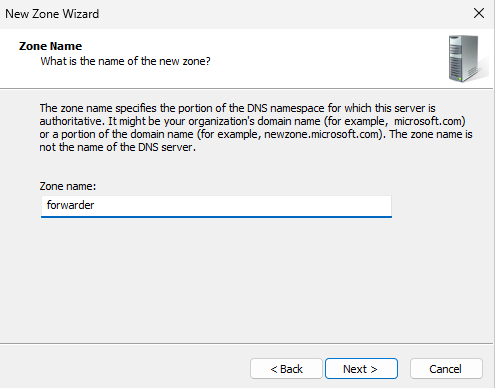 New Zone Wizard
Zone Name
What is the name of the new zone?
The zone name specifies the portion of the DNS namespace for which this server is
authoritative. It might be your organization's domain name (for example, microsoft.com)
or a portion of the domain name (for example, newzone.microsoft.com). The zone name is
not the name of the DNS server.
Zone name:
forwarder
< Back
Next >
Cancel